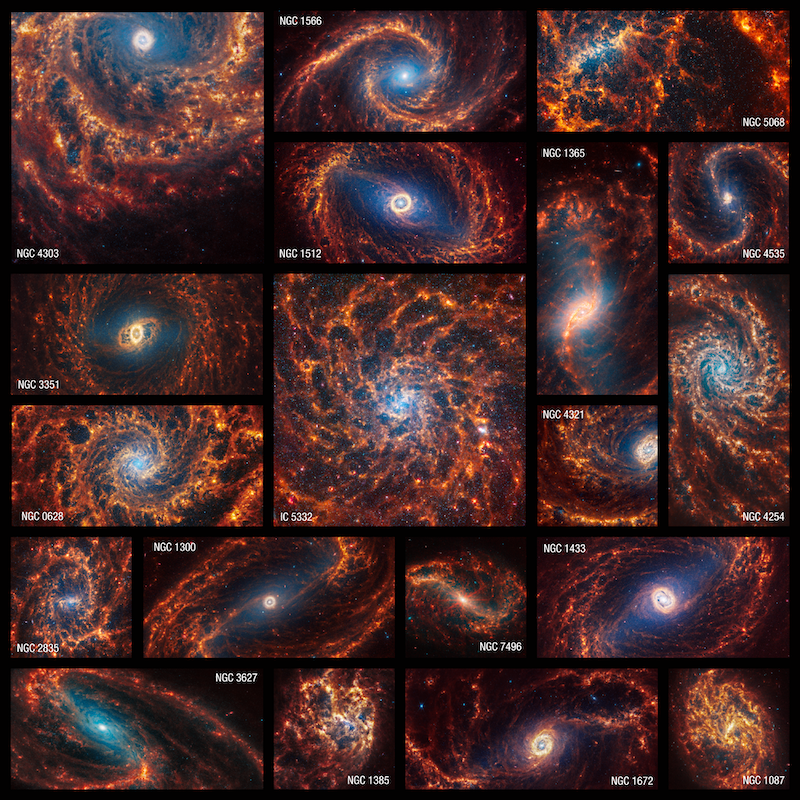 NGC 1566
NGC 5068
NGC 1365
NGC 4303
NGC 1512
NGC 4535
NGC 3351
NGC 4321
NGC 0628
IC 5332
NGC 4254
NGC 1300
NGC 1433
NGC 2835
NGC 7496
NGC 3627
NGC 1385
NGC 1672
NGC 1087